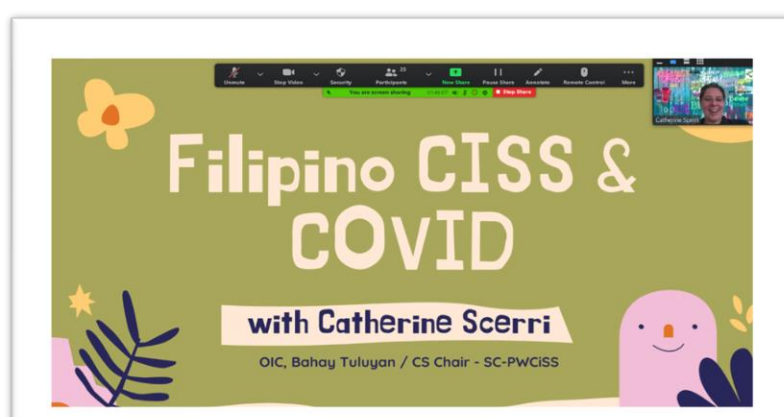 Unmute
Stop Video
Security
Participants
25
New Share
Pause Share
Annotate
Remote Control
More
You are screen sharing
Stop Share
Catherine Scerri
Filipino CISS &
COVID
with Catherine Scerri
OIC, Bahay Tuluyan / CS Chair - SC-PWCiSS